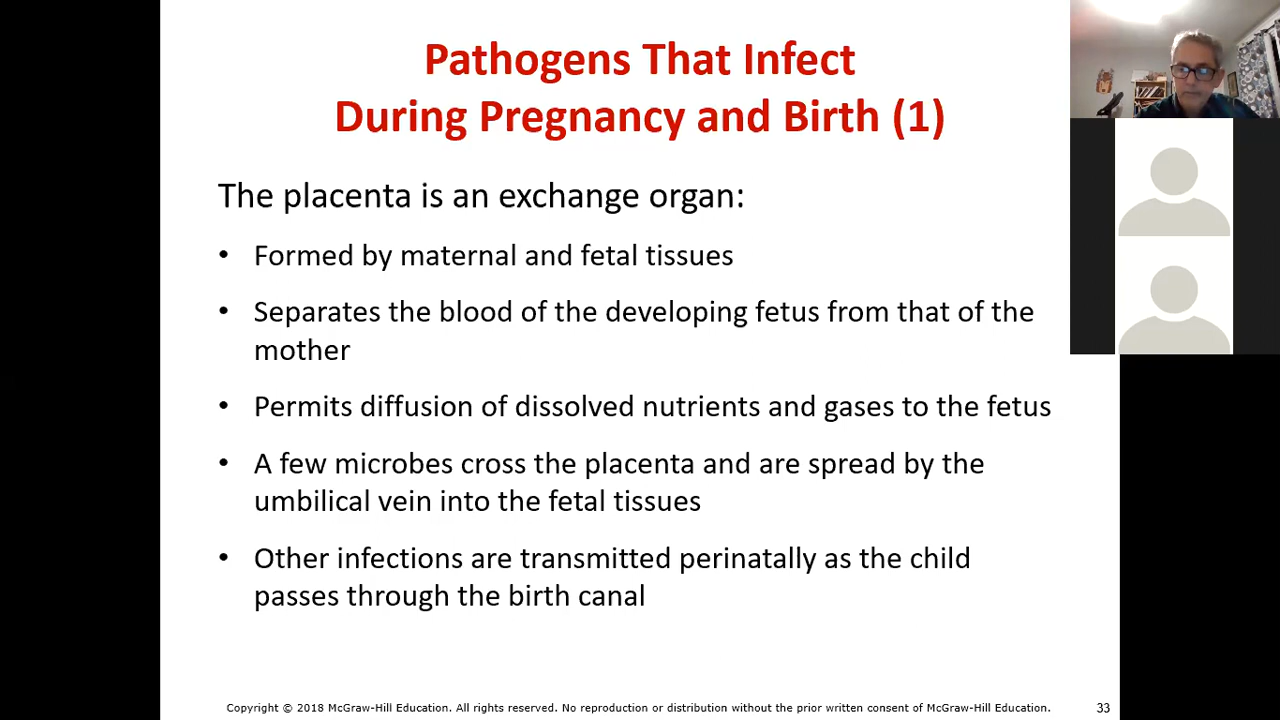 Pathogens That Infect
During Pregnancy and Birth (1)
The placenta is an exchange organ:
• Formed by maternal and fetal tissues
• Separates the blood of the developing fetus from that of the
mother
• Permits diffusion of dissolved nutrients and gases to the fetus
• A few microbes cross the placenta and are spread by the
umbilical vein into the fetal tissues
• Other infections are transmitted perinatally as the child
passes through the birth canal
Copyright © 2018 McGraw-Hill Education. All rights reserved. No reproduction or distribution without the prior written consent of McGraw-Hill Education. 33